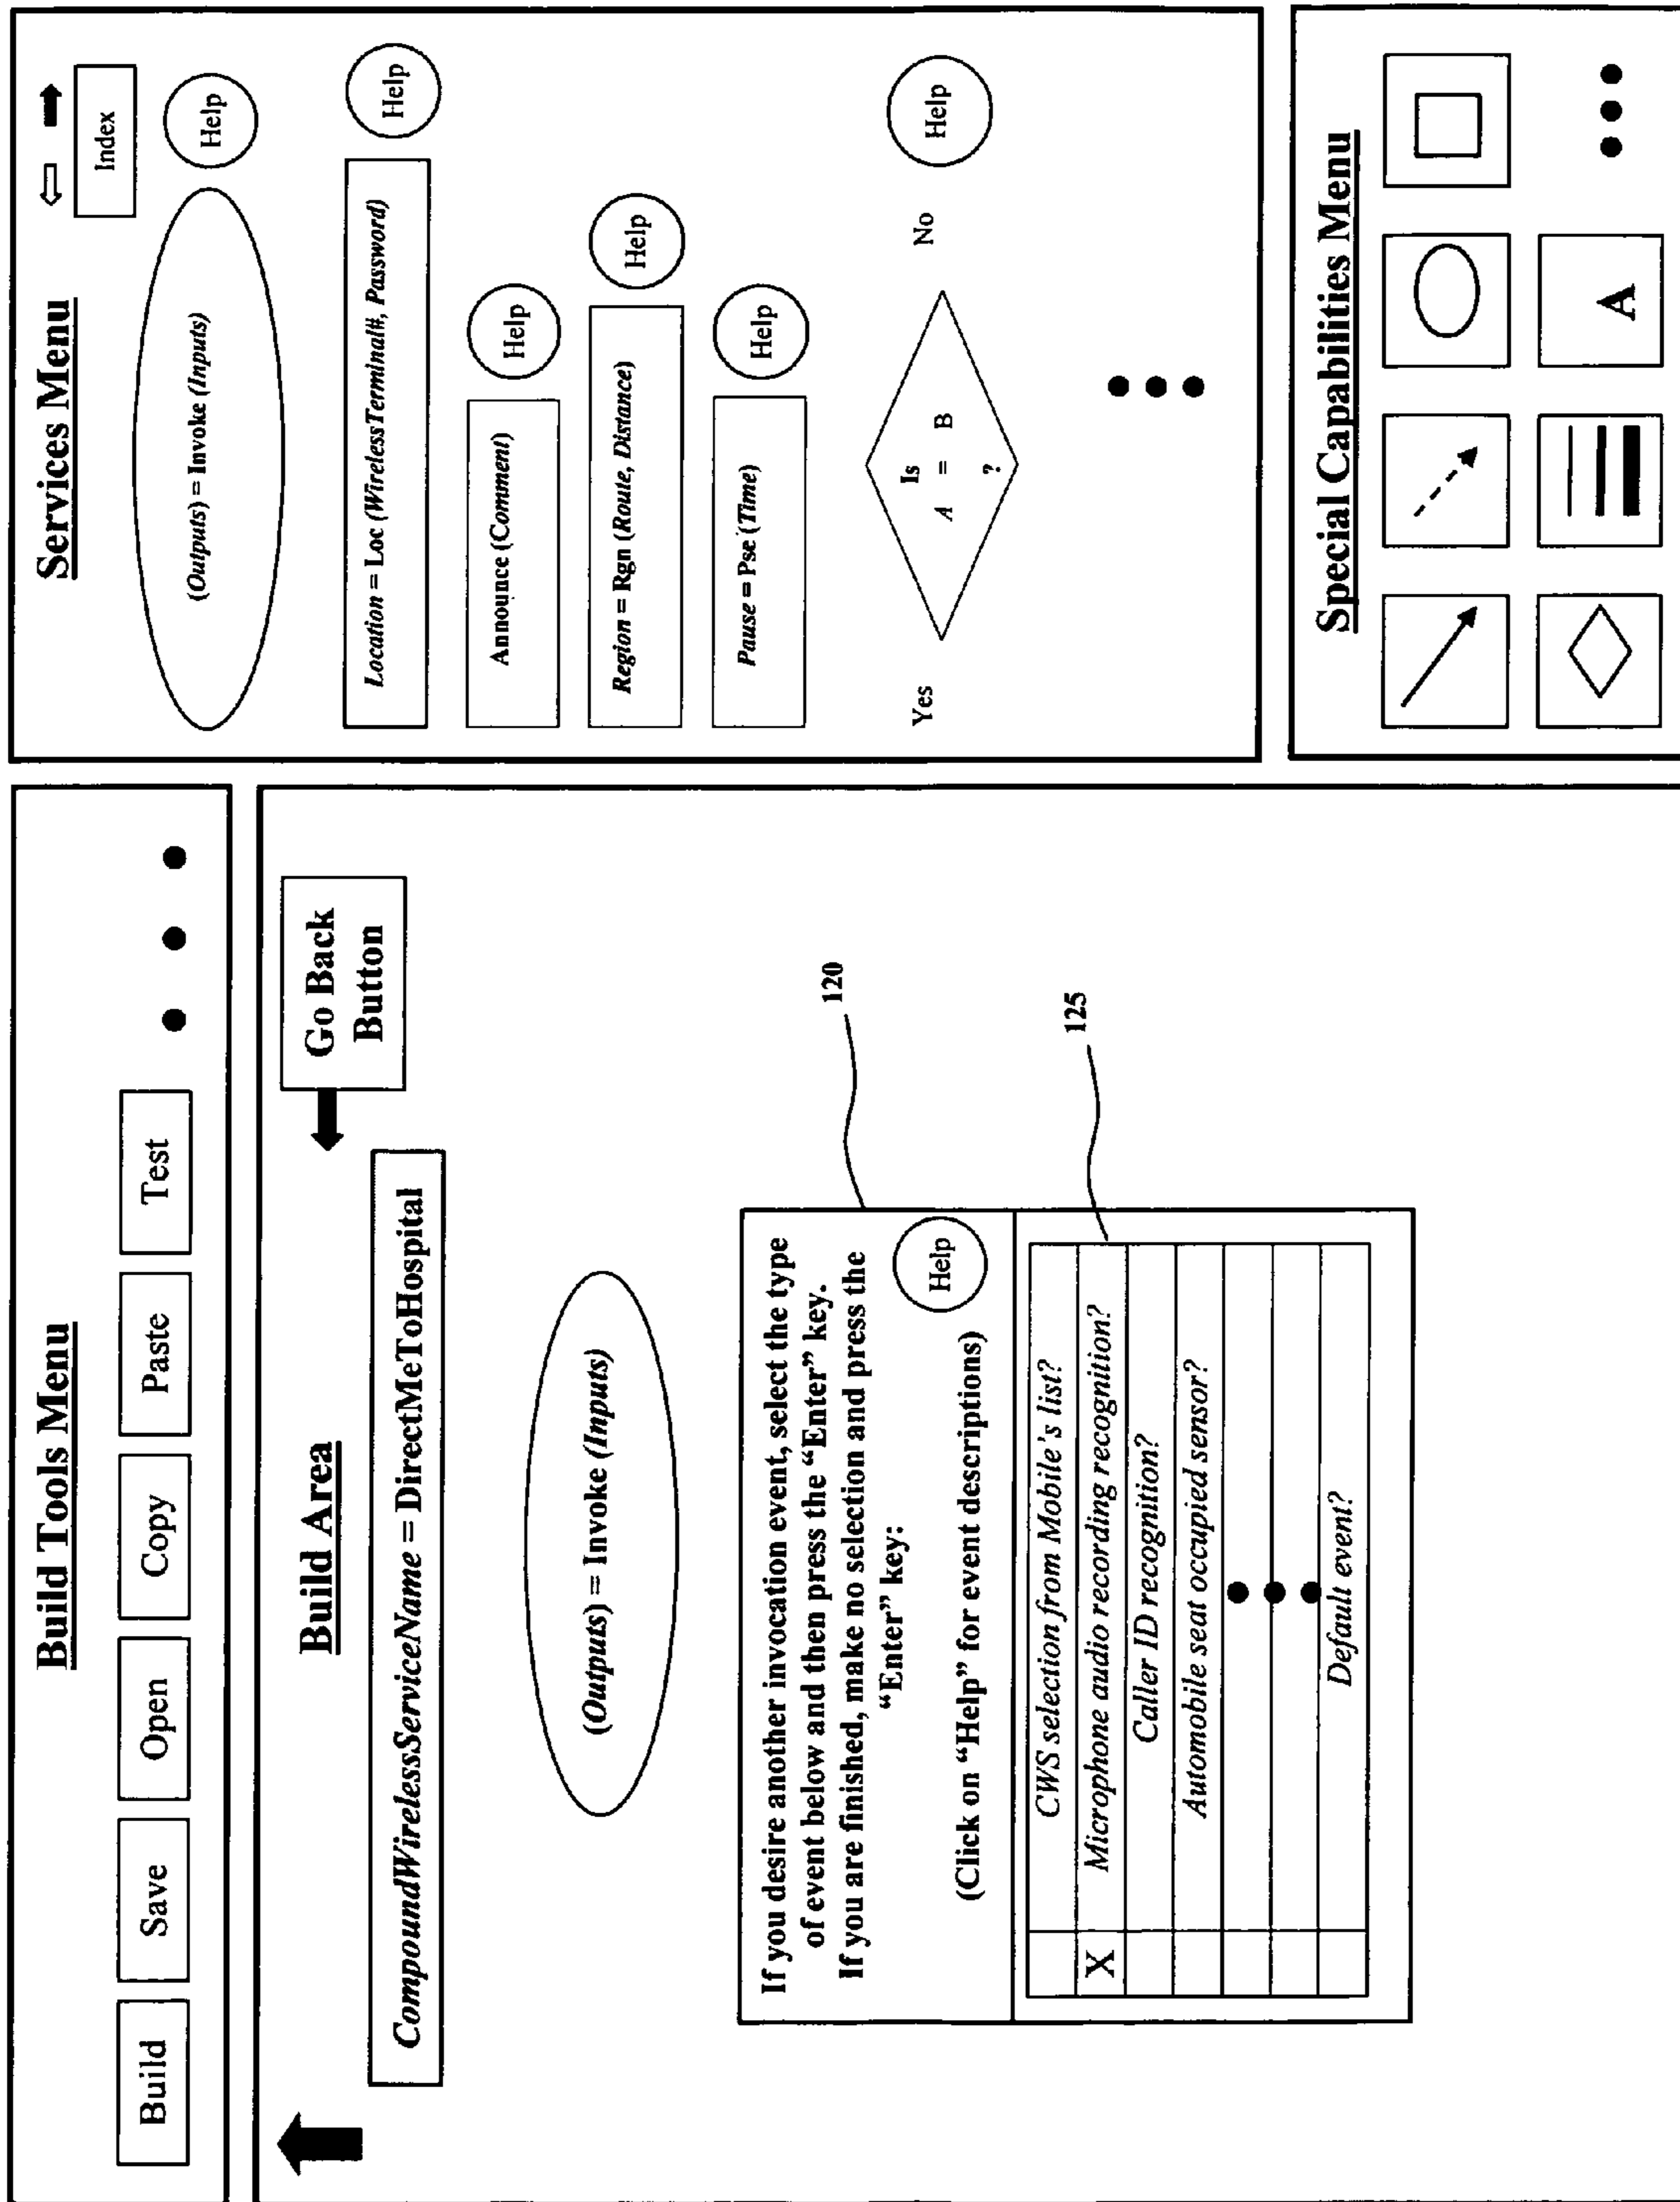 Build Tools Menu
Build
Save
Open
Copy
Paste
Test
Build Area
Go Back
Button
CompoundWirelessServiceName = DirectMeToHospital
(Outputs) = Invoke (Inputs)
If you desire another invocation event, select the type
of event below and then press the “Enter” key.
If you are finished, make no selection and press the
“Enter” key:
Help
(Click on “Help” for event descriptions)
120
CWS selection from Mobile's list?
X Microphone audio recording recognition?
Caller ID recognition?
Automobile seat occupied sensor?
Default event?
125
Services Menu
Index
(Outputs) = Invoke (Inputs)
Help
Location = Loc (WirelessTerminal#, Password)
Help
Announce (Comment)
Help
Region = Rgn (Route, Distance)
Help
Pause = Pse (Time)
Help
Yes
Is
A = B
?
No
Help
Special Capabilities Menu
A